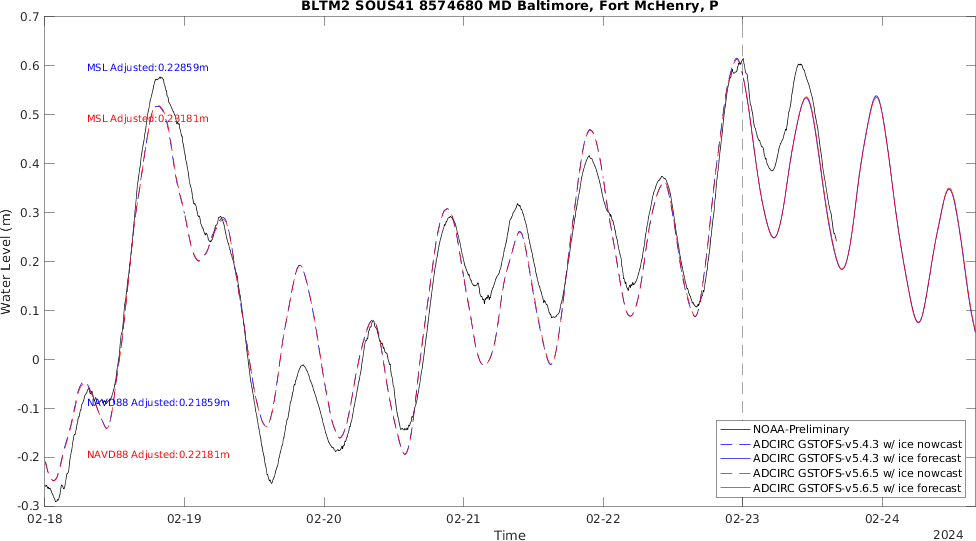 BLTM2 SOUS41 8574680 MD Baltimore, Fort McHenry, P
0.7
0.6
0.5
0.4
0.3
0.2
0.1
0
-0.1
-0.2
-0.3
Water Level (m)
MSL Adjusted:0.22859m
MSL Adjusted:0.23181m
NAVD88 Adjusted:0.21859m
NAVD88 Adjusted:0.22181m
NOAA-Preliminary
ADCIRC GSTOFS-v5.4.3 w/ ice nowcast
ADCIRC GSTOFS-v5.4.3 w/ ice forecast
ADCIRC GSTOFS-v5.6.5 w/ ice nowcast
ADCIRC GSTOFS-v5.6.5 w/ ice forecast
02-18 02-19 02-20 02-21 02-22 02-23 02-24
Time
2024